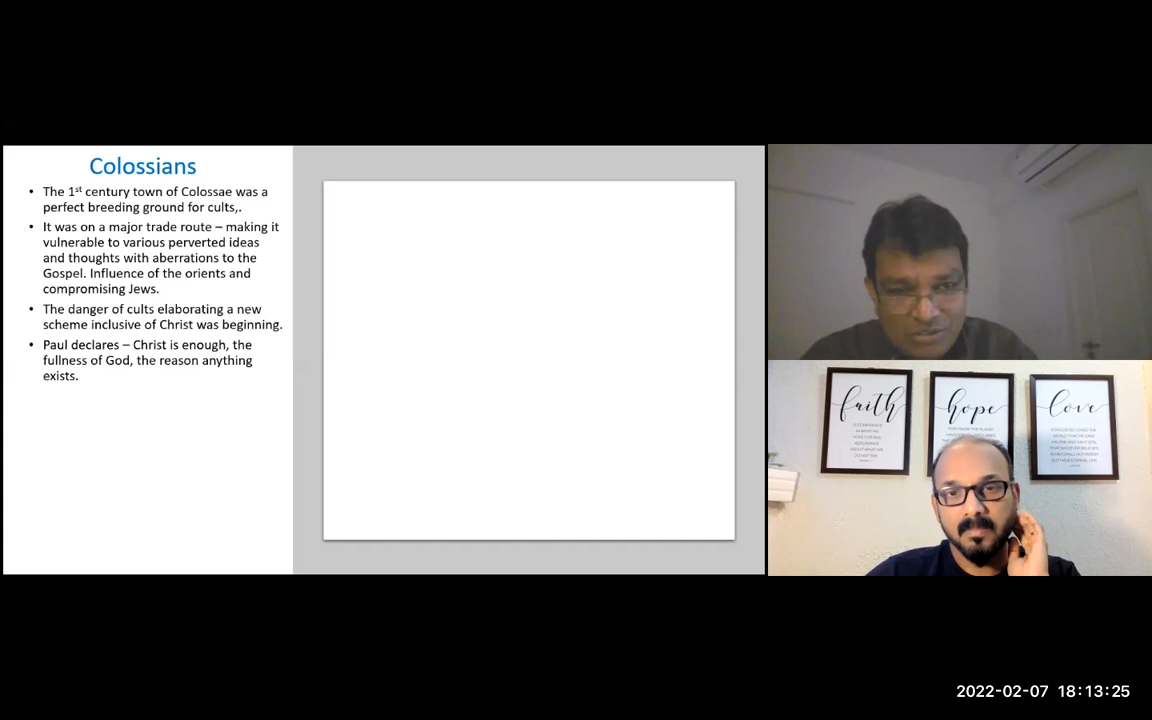 Colossians
• The 1st century town of Colossae was a
perfect breeding ground for cults,.
• It was on a major trade route – making it
vulnerable to various perverted ideas
and thoughts with aberrations to the
Gospel. Influence of the orients and
compromising Jews.
• The danger of cults elaborating a new
scheme inclusive of Christ was beginning.
• Paul declares – Christ is enough, the
fullness of God, the reason anything
exists.
faith
hope
love
2022-02-07 18:13:25